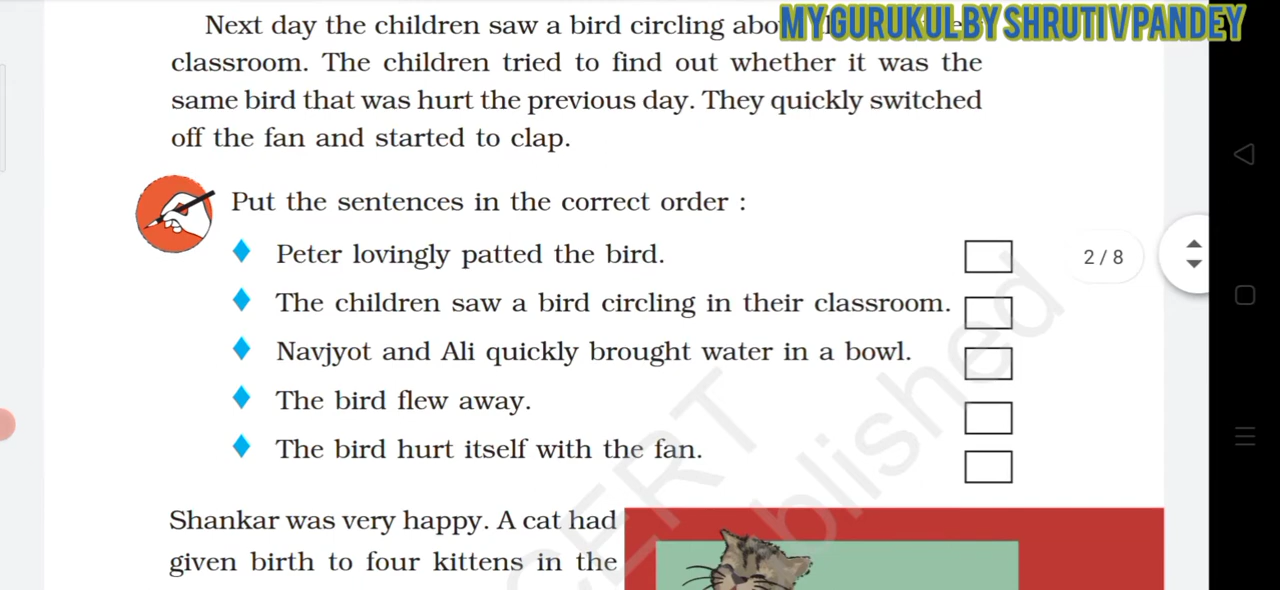 MY GURUKUL BY SHRUTI V PANDEY
Next day the children saw a bird circling
classroom. The children tried to find out whether it was the
same bird that was hurt the previous day. They quickly switched
off the fan and started to clap.
Put the sentences in the correct order :
Peter lovingly patted the bird.
The children saw a bird circling in their classroom.
2 / 8
Navjyot and Ali quickly brought water in a bowl.
The bird flew away.
The bird hurt itself with the fan.
Shankar was very happy. A cat had
given birth to four kittens in the
NCERT